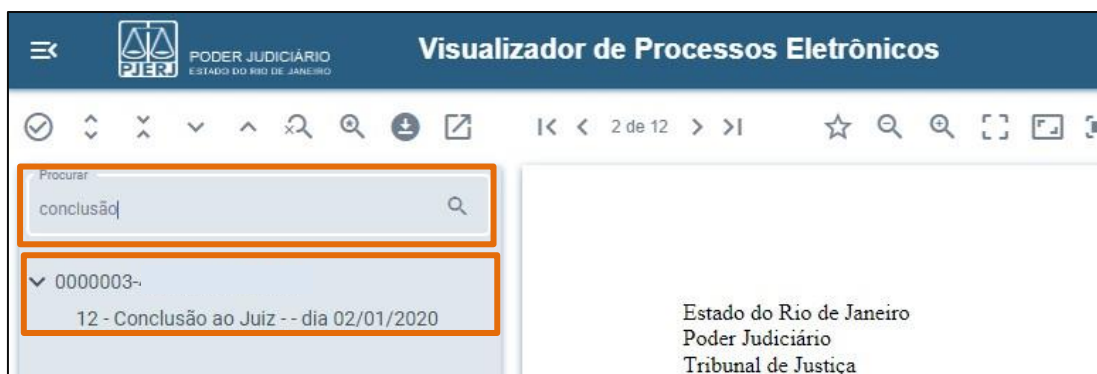 PJERJ
PODER JUDICIÁRIO
ESTADO DO RIO DE JANEIRO
Visualizador de Processos Eletrônicos
2 de 12
Procurar
conclusão
0000003-
12 - Conclusão ao Juiz - - dia 02/01/2020
Estado do Rio de Janeiro
Poder Judiciário
Tribunal de Justiça